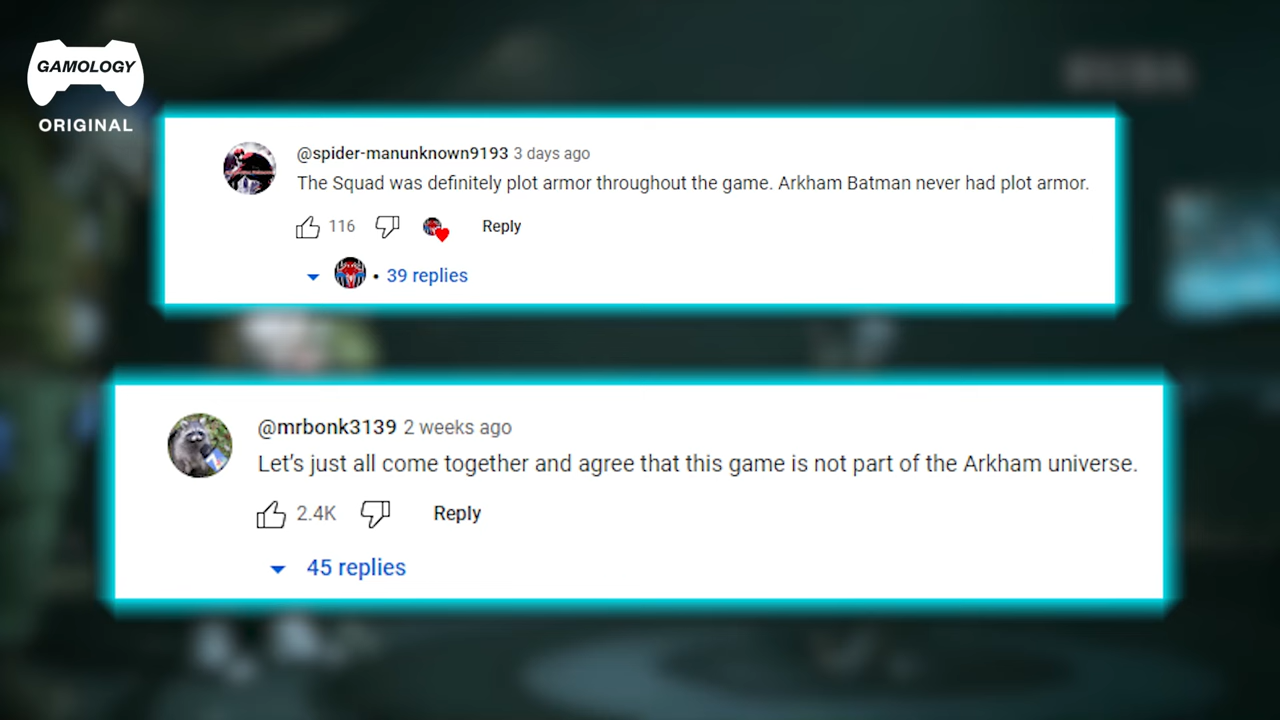 GAMOLOGY
ORIGINAL
@spider-manunknown9193 3 days ago
The Squad was definitely plot armor throughout the game. Arkham Batman never had plot armor.
116 Reply
• 39 replies
@mrbonk3139 2 weeks ago
Let's just all come together and agree that this game is not part of the Arkham universe.
2.4K Reply
45 replies